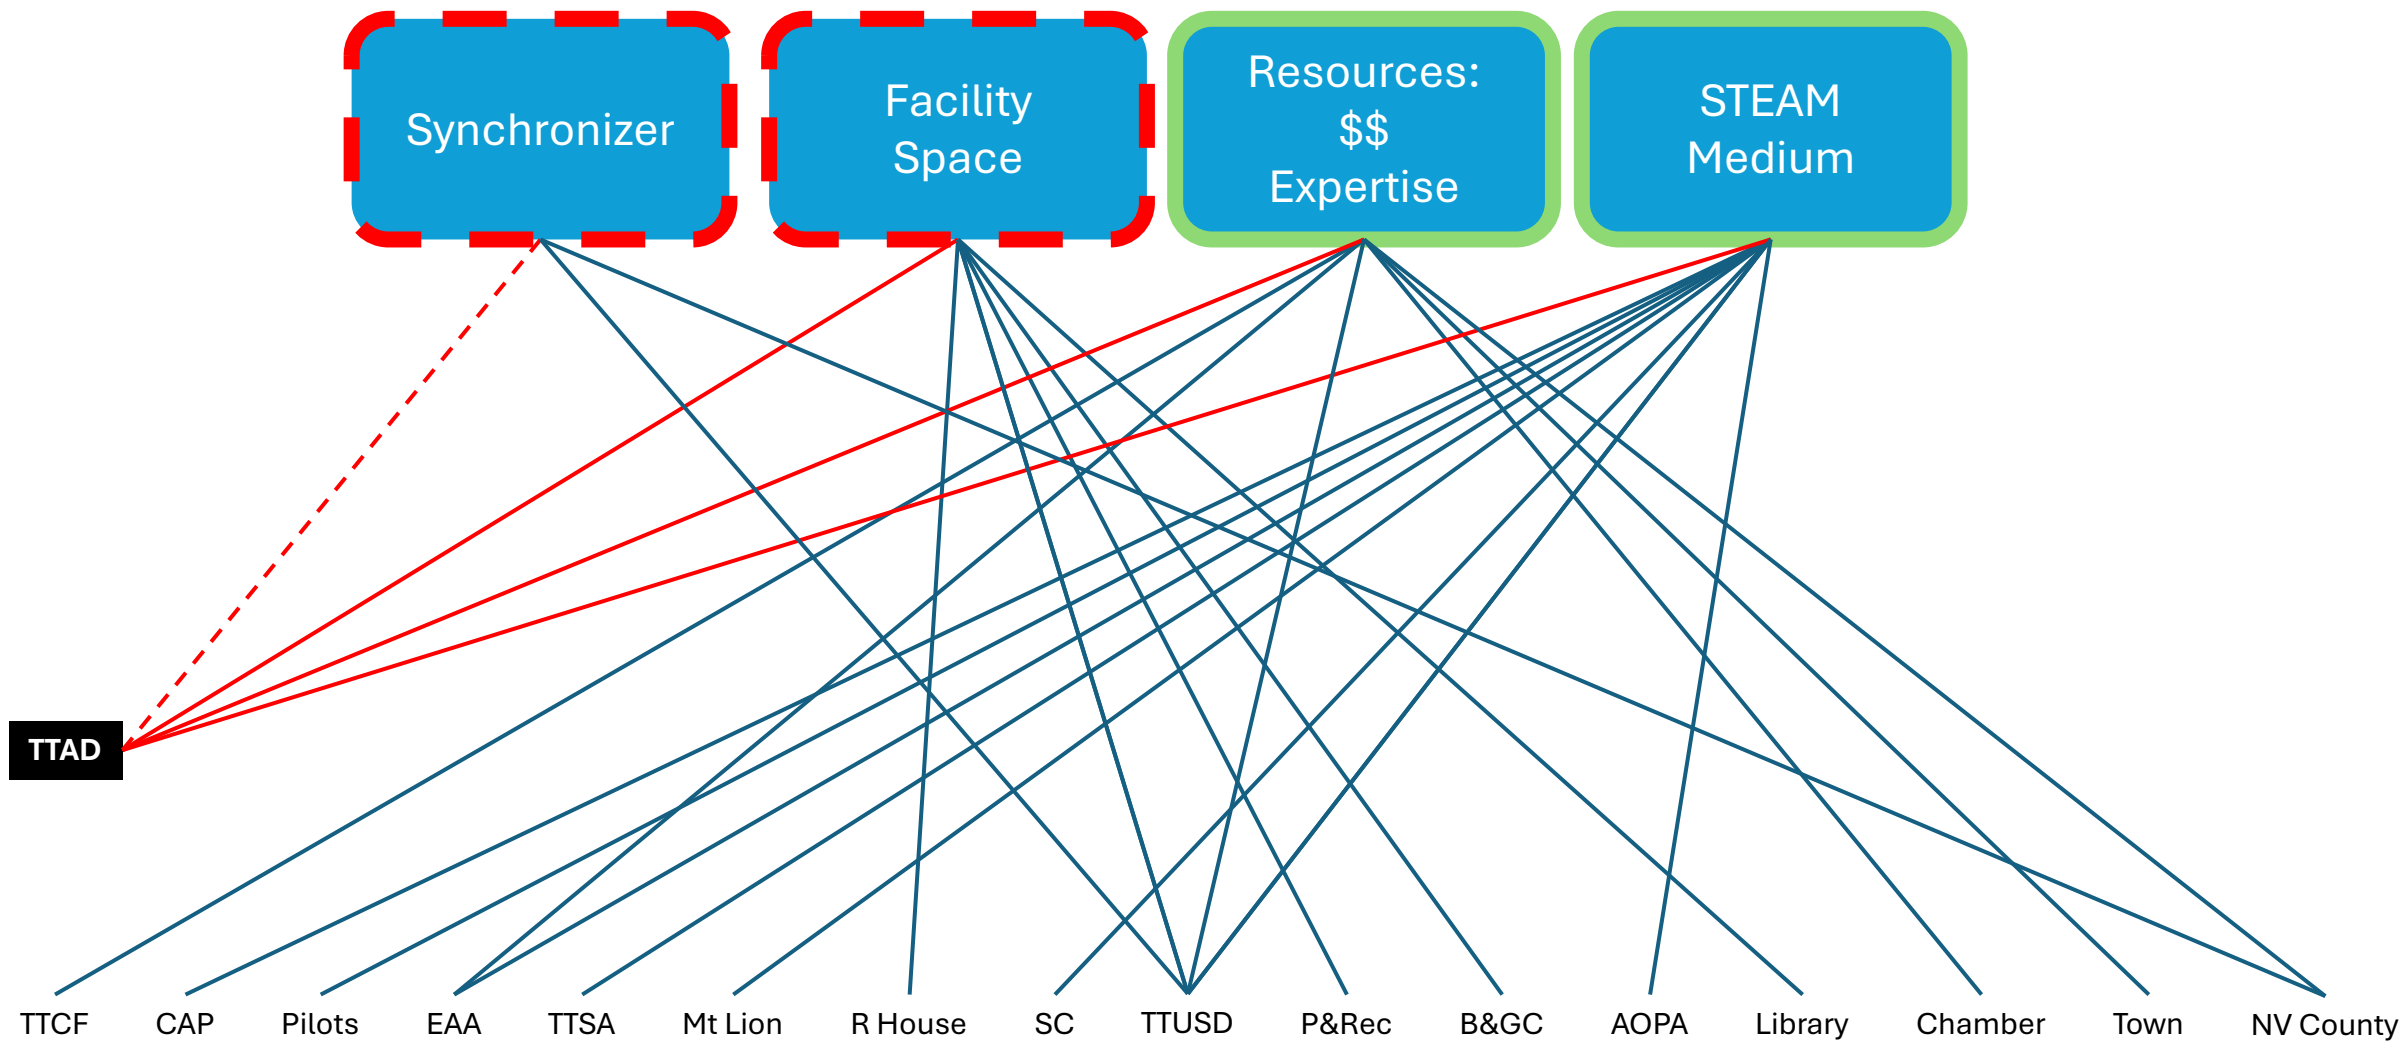 Synchronizer
Facility
Space
Resources:
$$
Expertise
STEAM
Medium
TTAD
TTCF
CAP
Pilots
EAA
TTSA
Mt Lion
R House
SC
TTUSD
P&Rec
B&GC
AOPA
Library
Chamber
Town
NV County